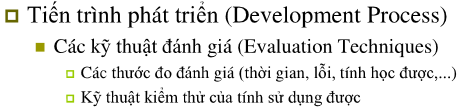 Tiến trình phát triển (Development Process)
Các kỹ thuật đánh giá (Evaluation Techniques)
Các thước đo đánh giá (thời gian, lỗi, tính học được,...)
Kỹ thuật kiểm thử của tính sử dụng được